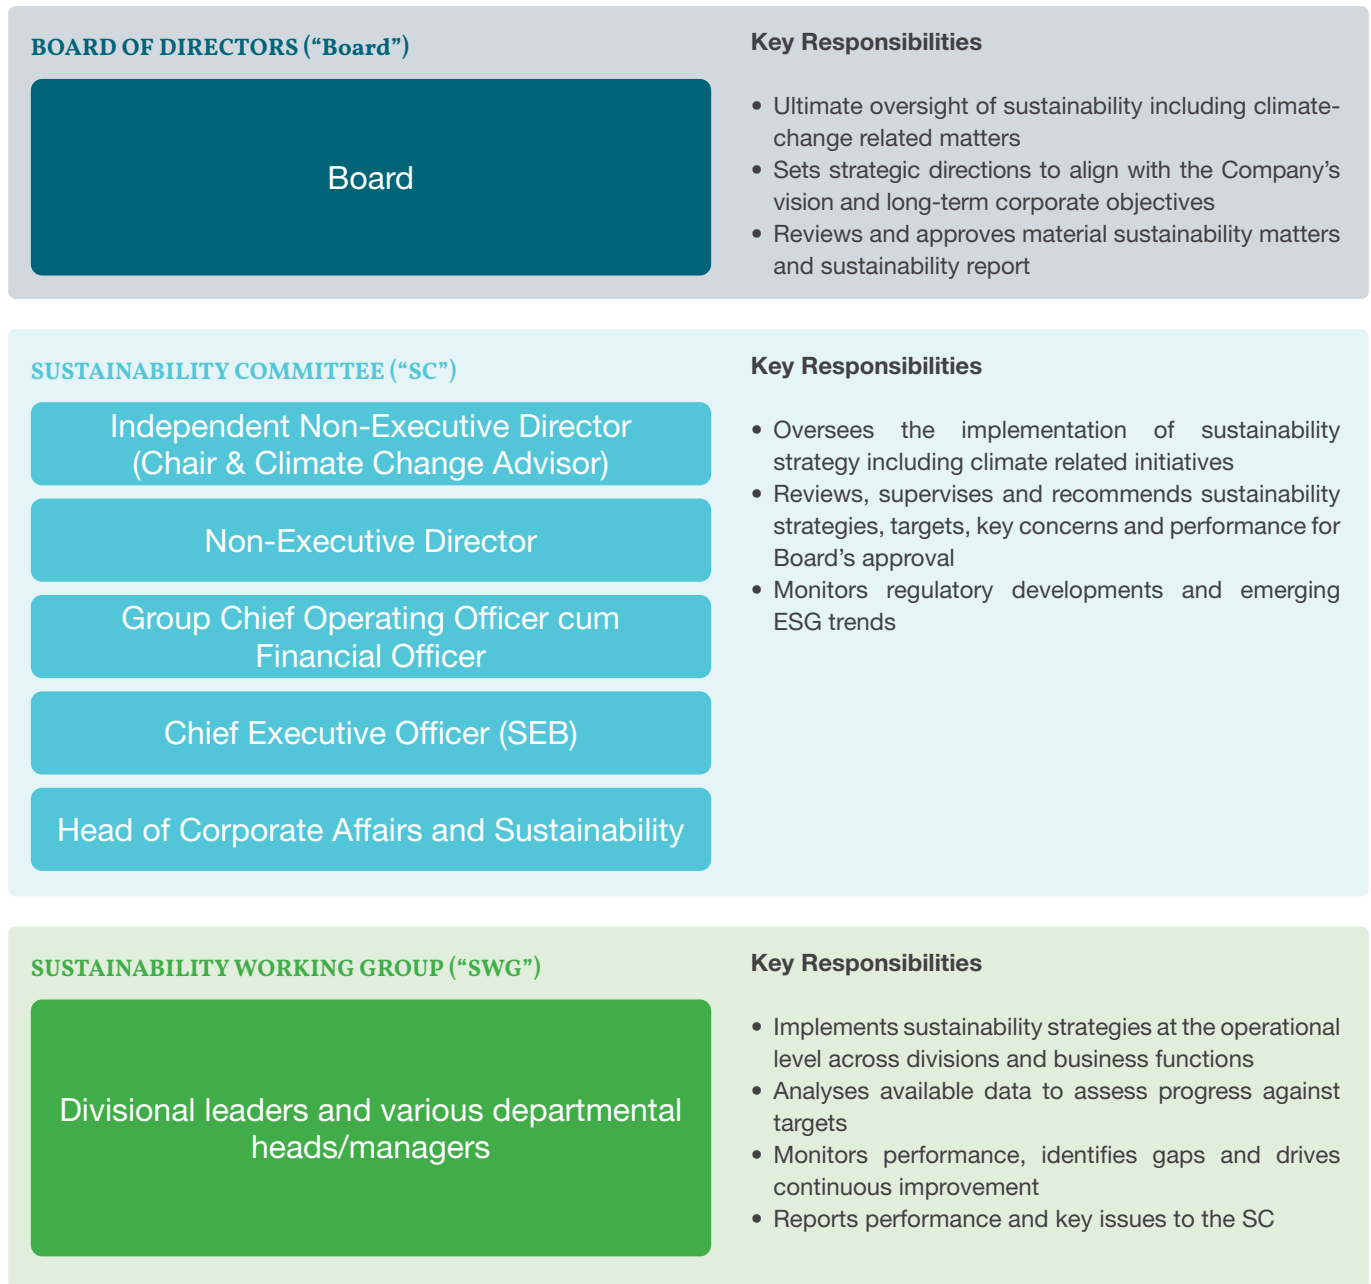 BOARD OF DIRECTORS (“Board”)
Board
Key Responsibilities
• Ultimate oversight of sustainability including climate-
change related matters
• Sets strategic directions to align with the Company’s
vision and long-term corporate objectives
• Reviews and approves material sustainability matters
and sustainability report
SUSTAINABILITY COMMITTEE (“SC”)
Independent Non-Executive Director
(Chair & Climate Change Advisor)
Non-Executive Director
Group Chief Operating Officer cum
Financial Officer
Chief Executive Officer (SEB)
Head of Corporate Affairs and Sustainability
Key Responsibilities
• Oversees the implementation of sustainability
strategy including climate related initiatives
• Reviews, supervises and recommends sustainability
strategies, targets, key concerns and performance for
Board’s approval
• Monitors regulatory developments and emerging
ESG trends
SUSTAINABILITY WORKING GROUP (“SWG”)
Divisional leaders and various departmental
heads/managers
Key Responsibilities
• Implements sustainability strategies at the operational
level across divisions and business functions
• Analyses available data to assess progress against
targets
• Monitors performance, identifies gaps and drives
continuous improvement
• Reports performance and key issues to the SC